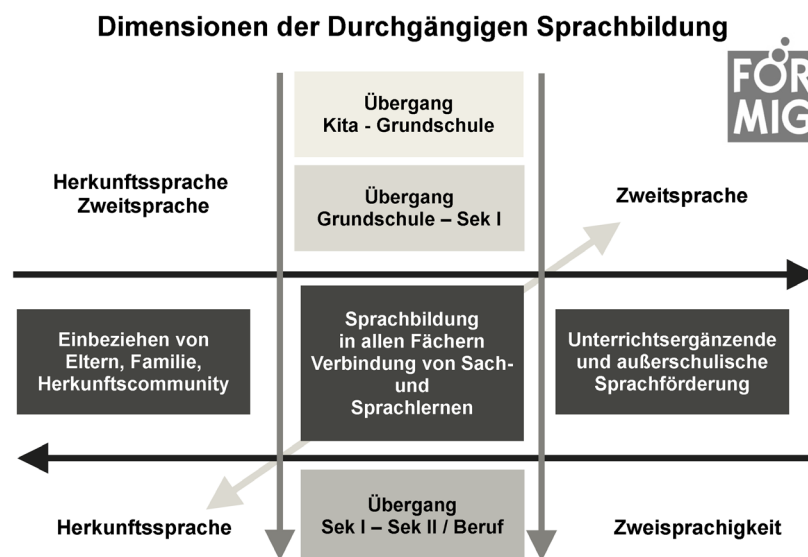 Dimensionen der Durchgängigen Sprachbildung
FÖR
MIG
Übergang
Kita - Grundschule
Herkunftssprache
Zweitsprache
Übergang
Grundschule – Sek I
Zweitsprache
Einbeziehen von
Eltern, Familie,
Herkunftscommunity
Sprachbildung
in allen Fächern
Verbindung von Sach-
und
Sprachlernen
Unterrichtsergänzende
und außerschulische
Sprachförderung
Herkunftssprache
Übergang
Sek I – Sek II / Beruf
Zweisprachigkeit